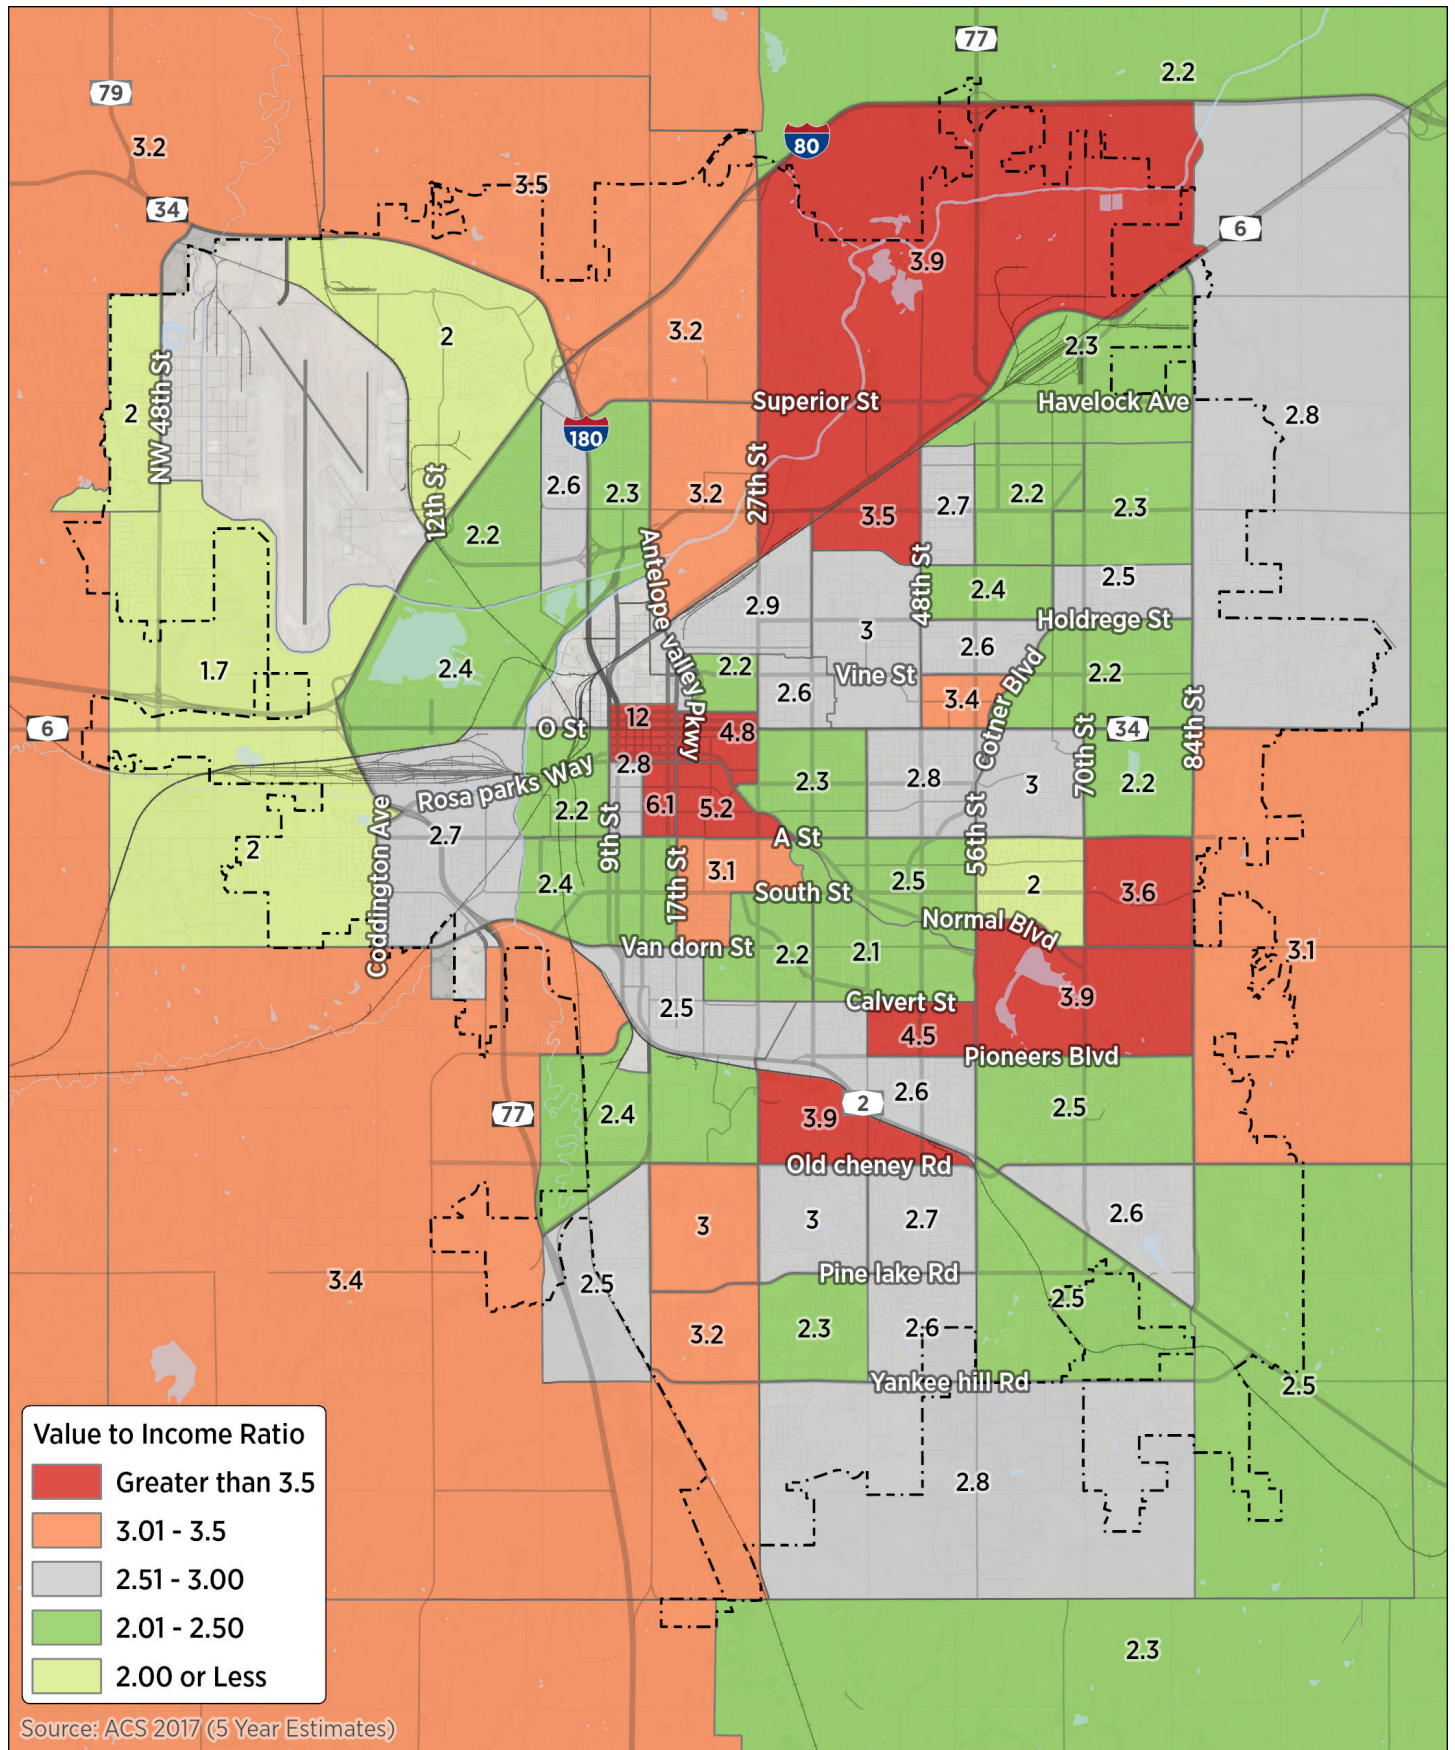 77
2.2
79
80
3.2
3.5
34
6
3.9
3.2
2
2.3
Superior St
Havelock Ave
2
NW 48th St
2.8
180
2.6
2.3
3.2
27th St
2.7
2.2
2.3
12th St
2.2
3.5
Antelope valley Pkwy
48th St
2.4
2.5
2.9
3
Holdrege St
2.6
1.7
2.4
2.2
Vine St
2.2
2.6
3.4
Cotner Blvd
6
12
O St
4.8
34
70th St
84th St
2.8
Rosa parks Way
2.3
2.8
3
2.2
2.2
6.1
5.2
9th St
2.7
Coddington Ave
A St
56th St
2
3.1
2.4
17th St
South St
2.5
2
3.6
Normal Blvd
Van dorn St
2.2
2.1
3.1
2.5
Calvert St
3.9
4.5
Pioneers Blvd
2.6
77
2.4
3.9
2
2.5
Old cheney Rd
3
3
2.7
2.6
3.4
2.5
Pine lake Rd
2.5
3.2
2.3
2.6
Yankee hill Rd
2.5
2.8
Value to Income Ratio
Greater than 3.5
3.01 - 3.5
2.51 - 3.00
2.01 - 2.50
2.00 or Less
2.3
Source: ACS 2017 (5 Year Estimates)